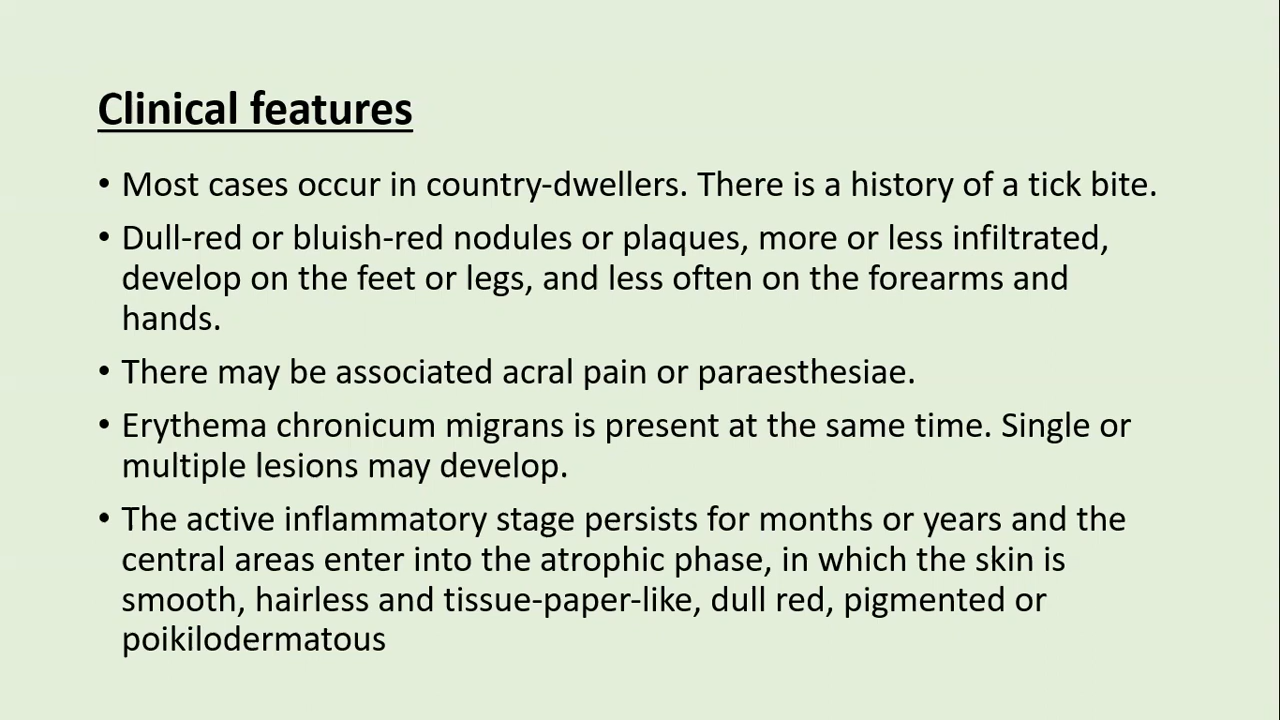 Clinical features
• Most cases occur in country-dwellers. There is a history of a tick bite.
• Dull-red or bluish-red nodules or plaques, more or less infiltrated,
develop on the feet or legs, and less often on the forearms and
hands.
• There may be associated acral pain or paraesthesiae.
• Erythema chronicum migrans is present at the same time. Single or
multiple lesions may develop.
• The active inflammatory stage persists for months or years and the
central areas enter into the atrophic phase, in which the skin is
smooth, hairless and tissue-paper-like, dull red, pigmented or
poikilodermatous